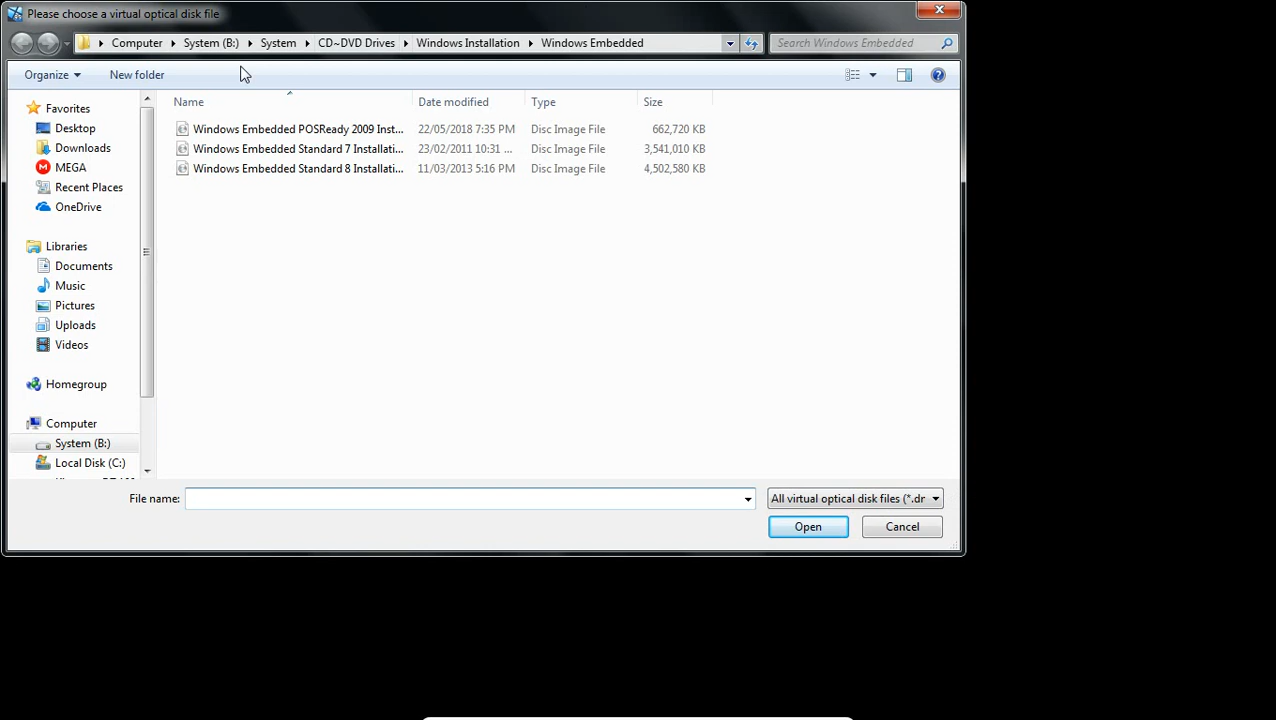 Please choose a virtual optical disk file
Computer System (B:) System CD~DVD Drives Windows Installation Windows Embedded Search Windows Embedded
Organize New folder
Name Date modified Type Size
Favorites
Desktop
Downloads
MEGA
Recent Places
OneDrive
Libraries
Documents
Music
Pictures
Uploads
Videos
Homegroup
Computer
System (B:)
Local Disk (C:)
Windows Embedded POSReady 2009 Inst... 22/05/2018 7:35 PM Disc Image File 662,720 KB
Windows Embedded Standard 7 Installati... 23/02/2011 10:31 ... Disc Image File 3,541,010 KB
Windows Embedded Standard 8 Installati... 11/03/2013 5:16 PM Disc Image File 4,502,580 KB
File name: All virtual optical disk files (*.dr
Open Cancel